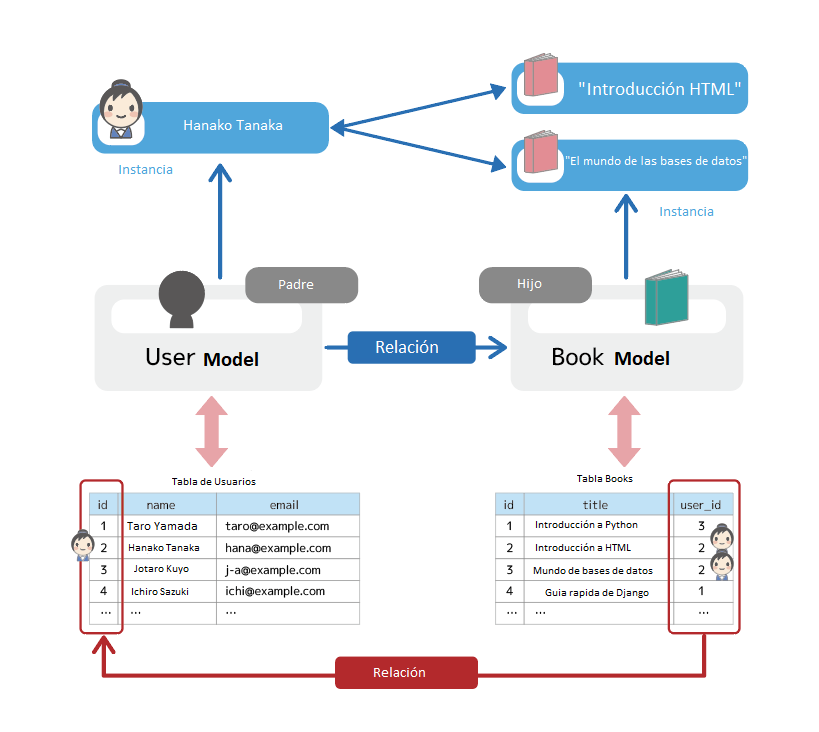 "Introducción HTML"
Hanako Tanaka
"El mundo de las bases de datos"
Instancia
Instancia
Padre
Hijo
Relación
User Model
Book Model
Tabla de Usuarios
id name email
1 Taro Yamada taro@example.com
2 Hanako Tanaka hana@example.com
3 Jotaro Kuyo j-a@example.com
4 Ichiro Sazuki ichi@example.com
... ... ...
Tabla Books
id title user_id
1 Introducción a Python 3
2 Introducción a HTML 2
3 Mundo de bases de datos 2
4 Guia rapida de Django 1
... ... ...
Relación